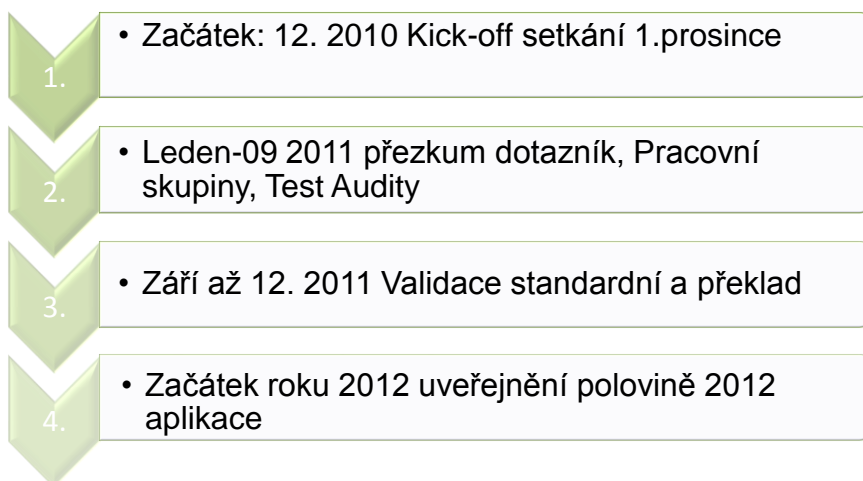 1.
• Začátek: 12. 2010 Kick-off setkání 1.prosince
2.
• Leden-09 2011 přezkum dotazník, Pracovní
skupiny, Test Audity
3.
• Září až 12. 2011 Validace standardní a překlad
4.
• Začátek roku 2012 uveřejnění polovině 2012
aplikace